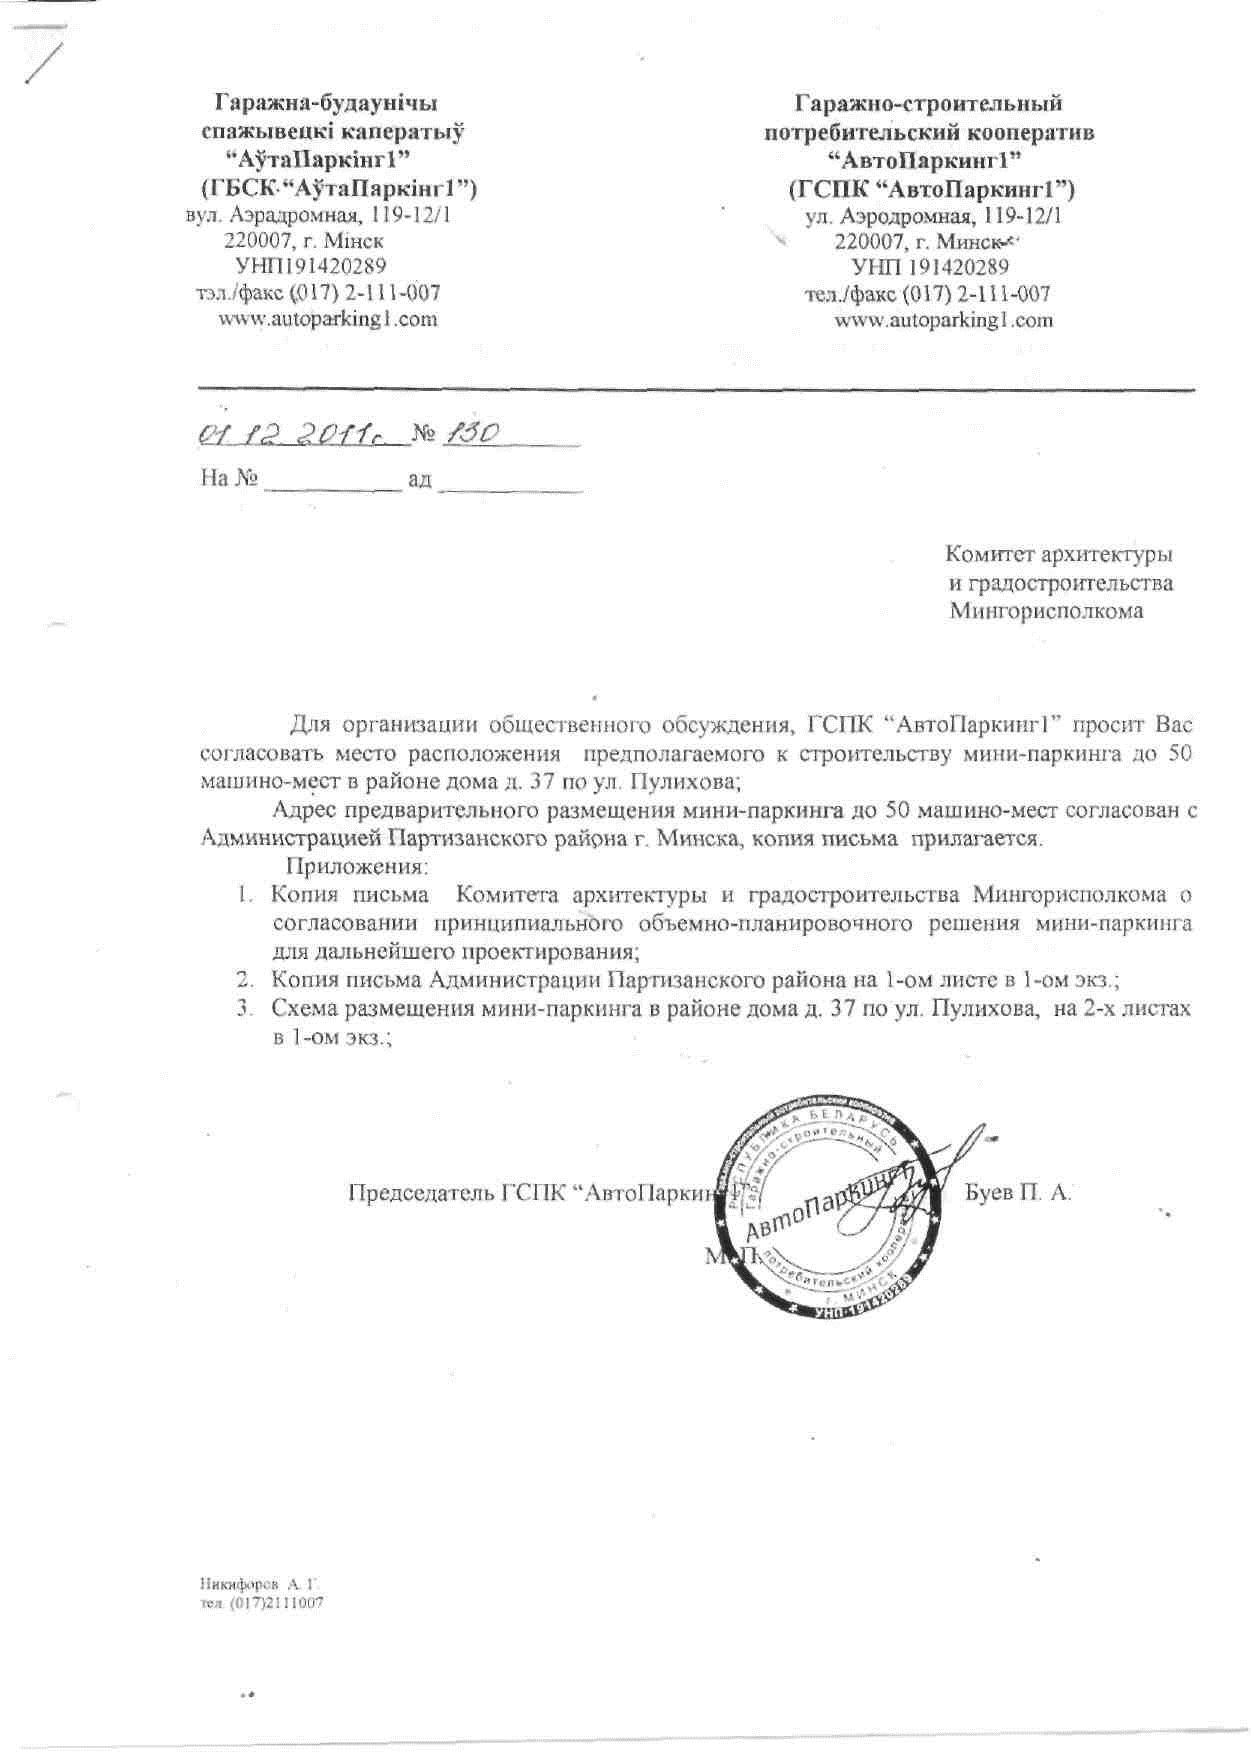 Гаражна-будаўнічы
спажывецкі каператыў
“АўтаПаркінг1”
(ГБСК “АўтаПаркінг1”)
вул. Аэрадромная, 119-12/1
220007, г. Мінск
УНП191420289
тэл./факс (017) 2-111-007
www.autoparking1.com
Гаражно-строительный
потребительский кооператив
“АвтоПаркинг1”
(ГСПК “АвтоПаркинг1”)
ул. Аэродромная, 119-12/1
220007, г. Минск
УНП 191420289
тел./факс (017) 2-111-007
www.autoparking1.com
01 12 2011г. № 130
На № ____________ ад ____________
Комитет архитектуры
и градостроительства
Мингорисполкома
Для организации общественного обсуждения, ГСПК “АвтоПаркинг1” просит Вас
согласовать место расположения предполагаемого к строительству мини-паркинга до 50
машино-мест в районе дома д. 37 по ул. Пулихова;
Адрес предварительного размещения мини-паркинга до 50 машино-мест согласован с
Администрацией Партизанского района г. Минска, копия письма прилагается.
Приложения:
1. Копия письма Комитета архитектуры и градостроительства Мингорисполкома о
согласовании принципиального объемно-планировочного решения мини-паркинга
для дальнейшего проектирования;
2. Копия письма Администрации Партизанского района на 1-ом листе в 1-ом экз.;
3. Схема размещения мини-паркинга в районе дома д. 37 по ул. Пулихова, на 2-х листах
в 1-ом экз.;
Председатель ГСПК “АвтоПаркинг1” Буев П. А.
М. П.
РЕСПУБЛИКА БЕЛАРУСЬ
Гаражно-строительный
АвтоПаркинг1
потребительский кооператив
г. МИНСК
УНП 191420289
Никифоров А. Г.
тел. (017)2111007